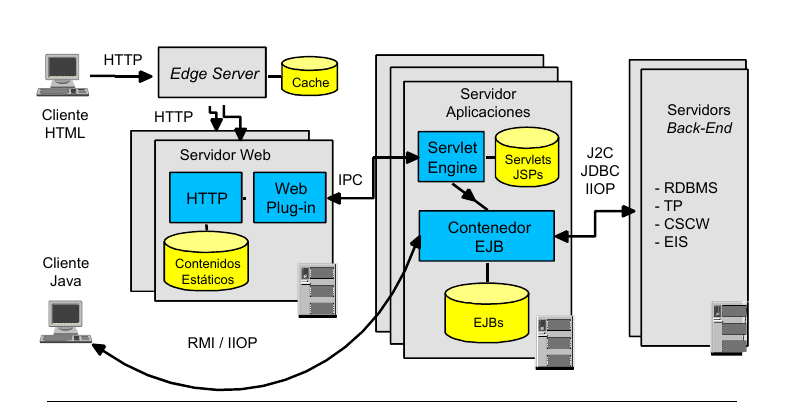 HTTP
Edge Server
Cache
Cliente
HTML
HTTP
Servidor Web
HTTP
Web
Plug-in
Contenidos
Estáticos
IPC
Servidor
Aplicaciones
Servlet
Engine
Servlets
JSPs
Contenedor
EJB
EJBs
J2C
JDBC
IIOP
Servidors
Back-End
- RDBMS
- TP
- CSCW
- EIS
Cliente
Java
RMI / IIOP